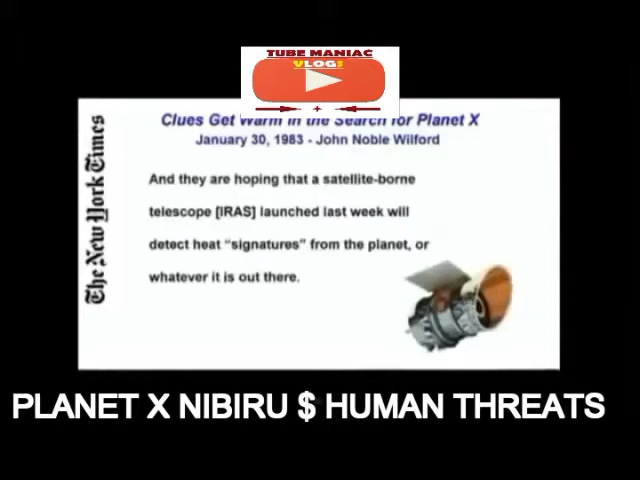 TUBE MANIAC
VLOGS
Clues Get Warm in the Search for Planet X
January 30, 1983 - John Noble Wilford
The New York Times
And they are hoping that a satellite-borne
telescope [IRAS] launched last week will
detect heat “signatures” from the planet, or
whatever it is out there.
PLANET X NIBIRU $ HUMAN THREATS